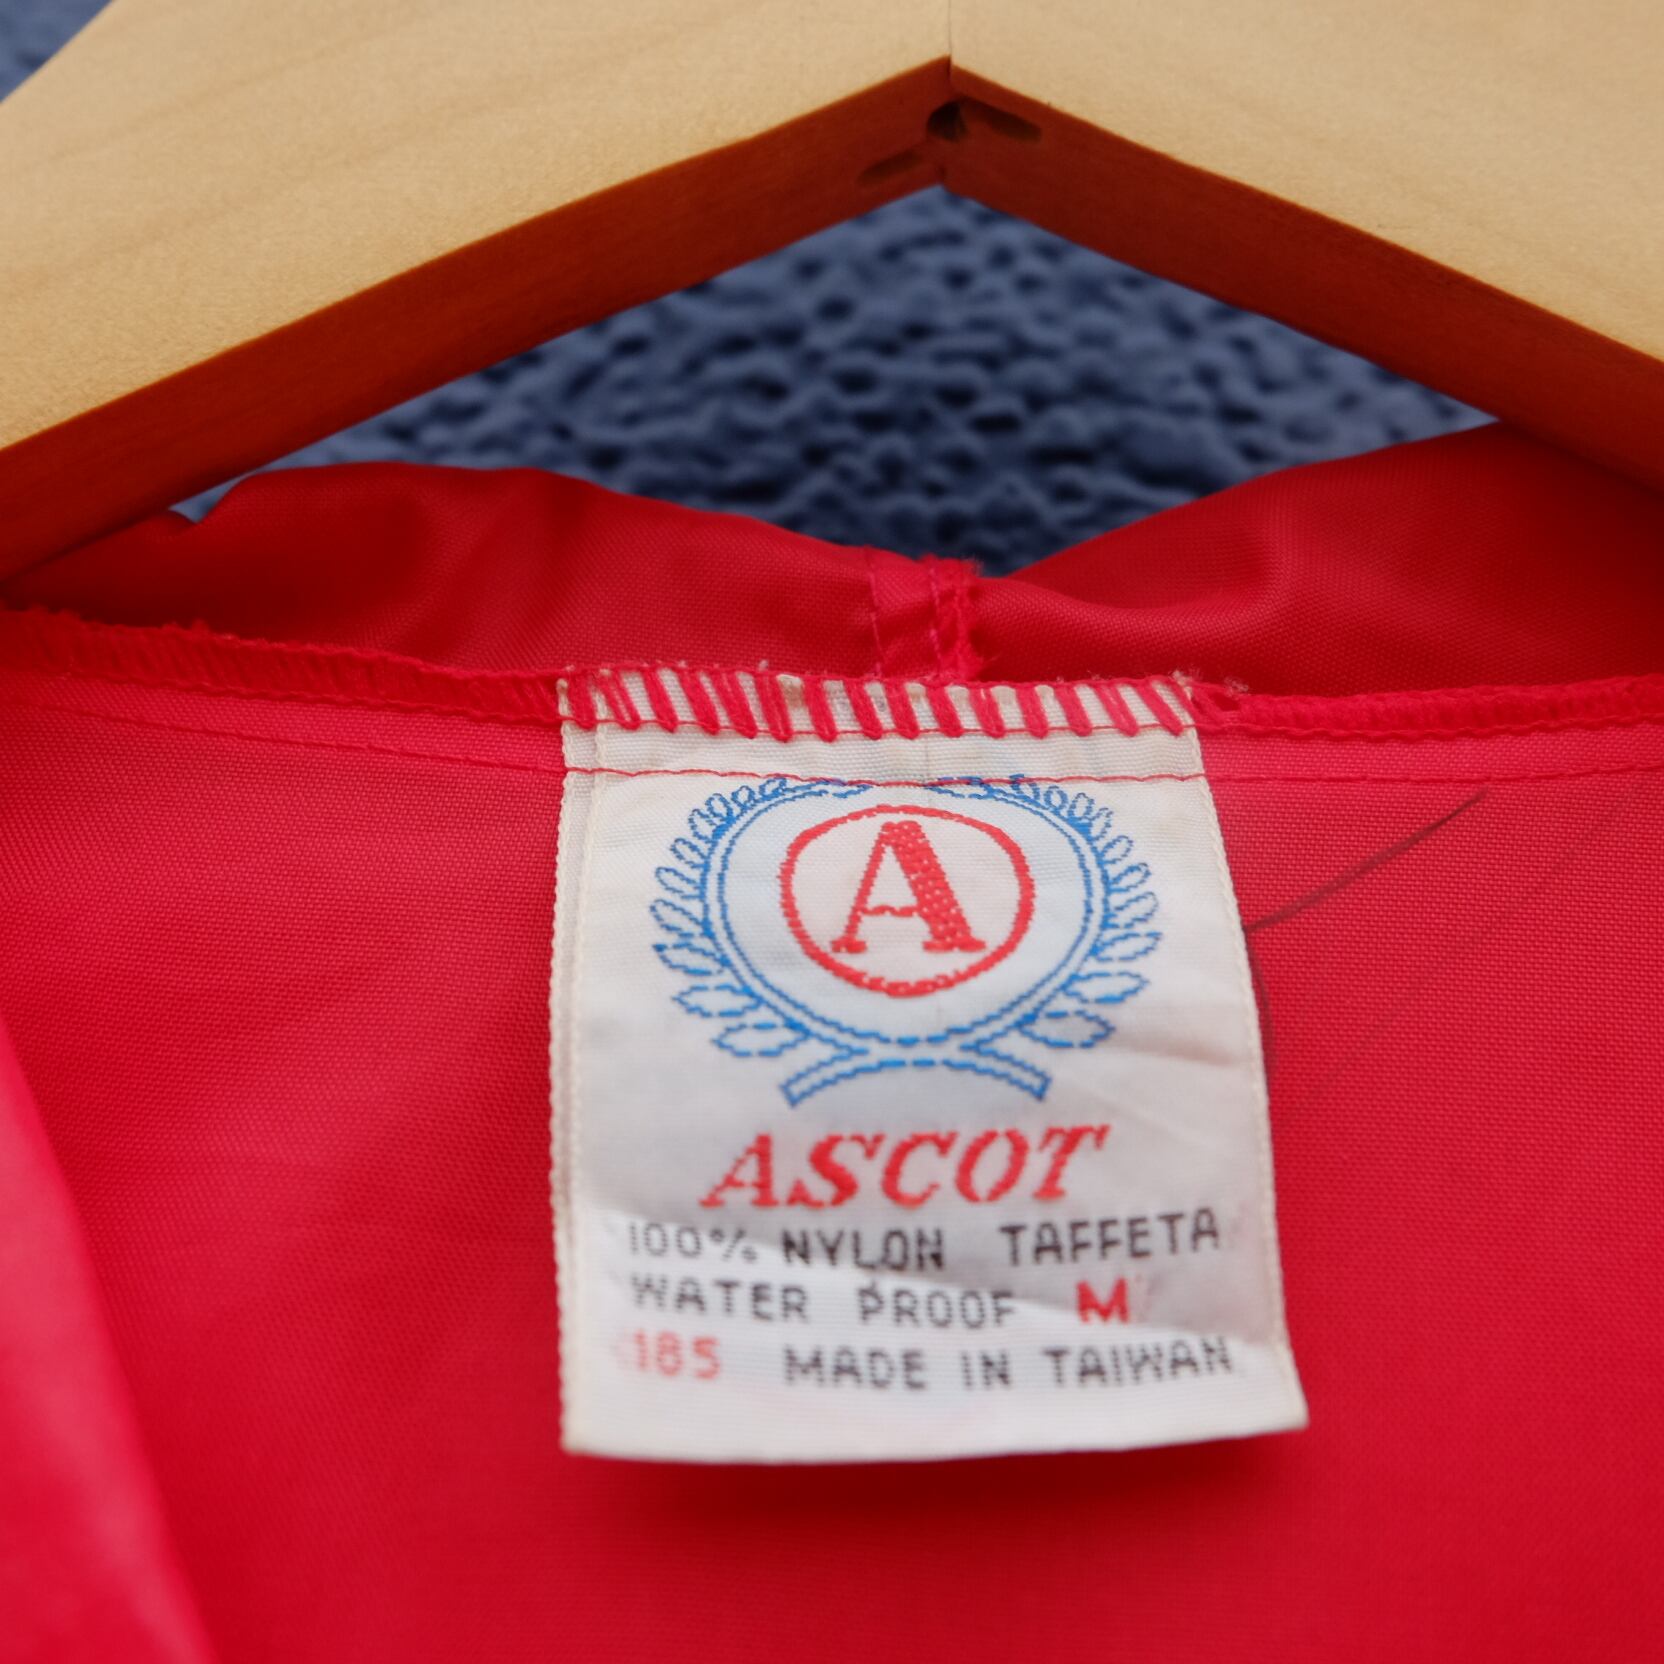 A
ASCOT
100% NYLON TAFFETA
WATER PROOF M
185 MADE IN TAIWAN